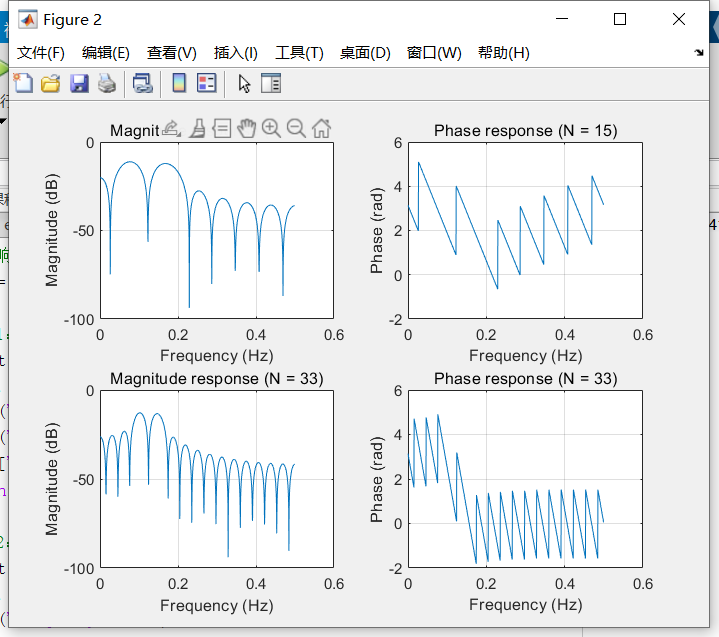 Figure 2
文件(F) 编辑(E) 查看(V) 插入(I) 工具(T) 桌面(D) 窗口(W) 帮助(H)
Magnit
Phase response (N = 15)
Magnitude (dB)
0
-50
-100
0 0.2 0.4 0.6
Frequency (Hz)
Phase (rad)
6
4
2
0
-2
0 0.2 0.4 0.6
Frequency (Hz)
Magnitude response (N = 33)
Phase response (N = 33)
Magnitude (dB)
0
-50
-100
0 0.2 0.4 0.6
Frequency (Hz)
Phase (rad)
6
4
2
0
-2
0 0.2 0.4 0.6
Frequency (Hz)